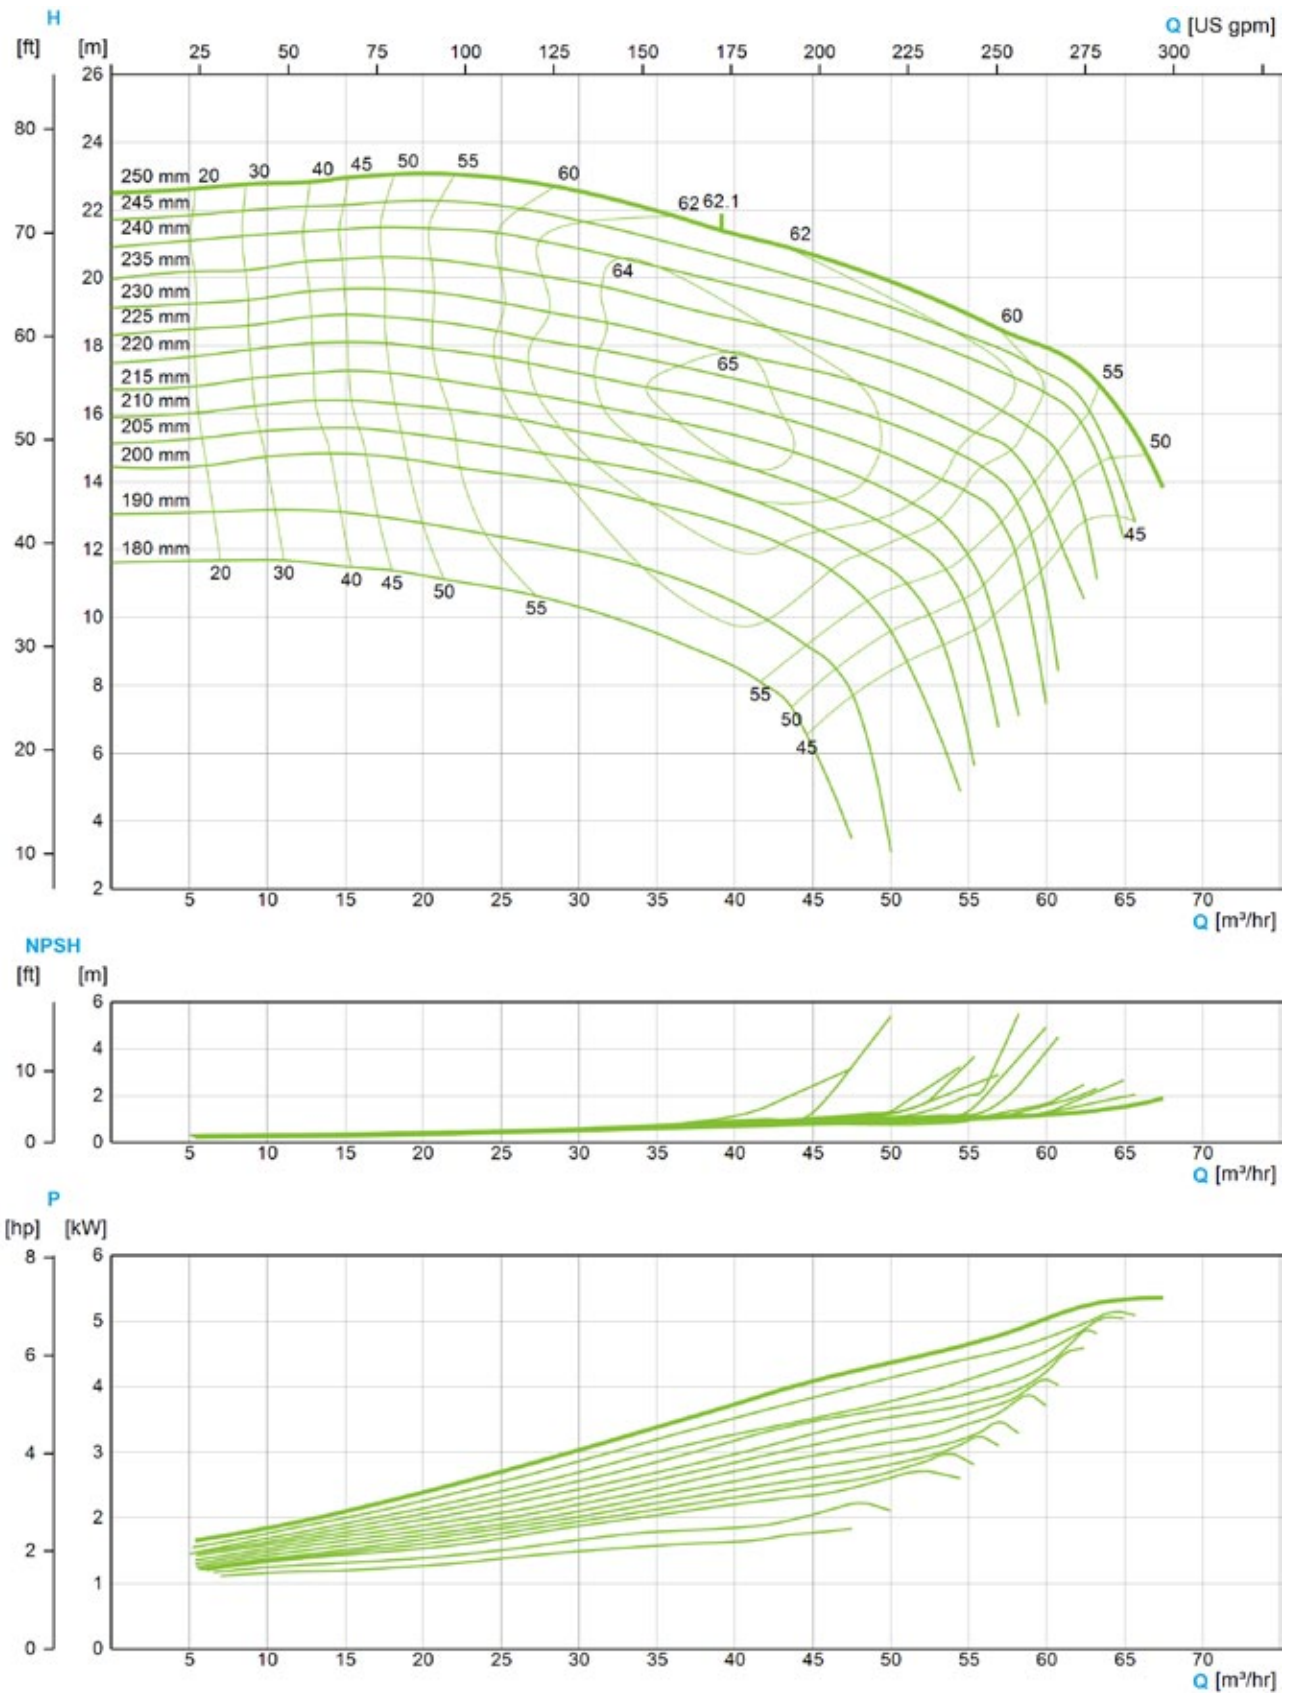 H
Q [US gpm]
[ft] [m] 25 50 75 100 125 150 175 200 225 250 275 300
26
80
24
250 mm 20 30 40 45 50 55 60 62 62.1
245 mm
22
70
240 mm 62
235 mm
20 64
230 mm
60 225 mm 60
18
220 mm
65
215 mm 55
16
210 mm
50 205 mm 50
200 mm
14
190 mm
45
40
12 180 mm
20 30 40 45 50 55
10
30
8
55
50
45
20
6
4
10
2
5 10 15 20 25 30 35 40 45 50 55 60 65 70
Q [m³/hr]
NPSH
[ft] [m]
6
4
10
2
0 0
5 10 15 20 25 30 35 40 45 50 55 60 65 70
Q [m³/hr]
P
[hp] [kW]
8 6
5
6
4
4 3
2
2
1
0 0
5 10 15 20 25 30 35 40 45 50 55 60 65 70
Q [m³/hr]